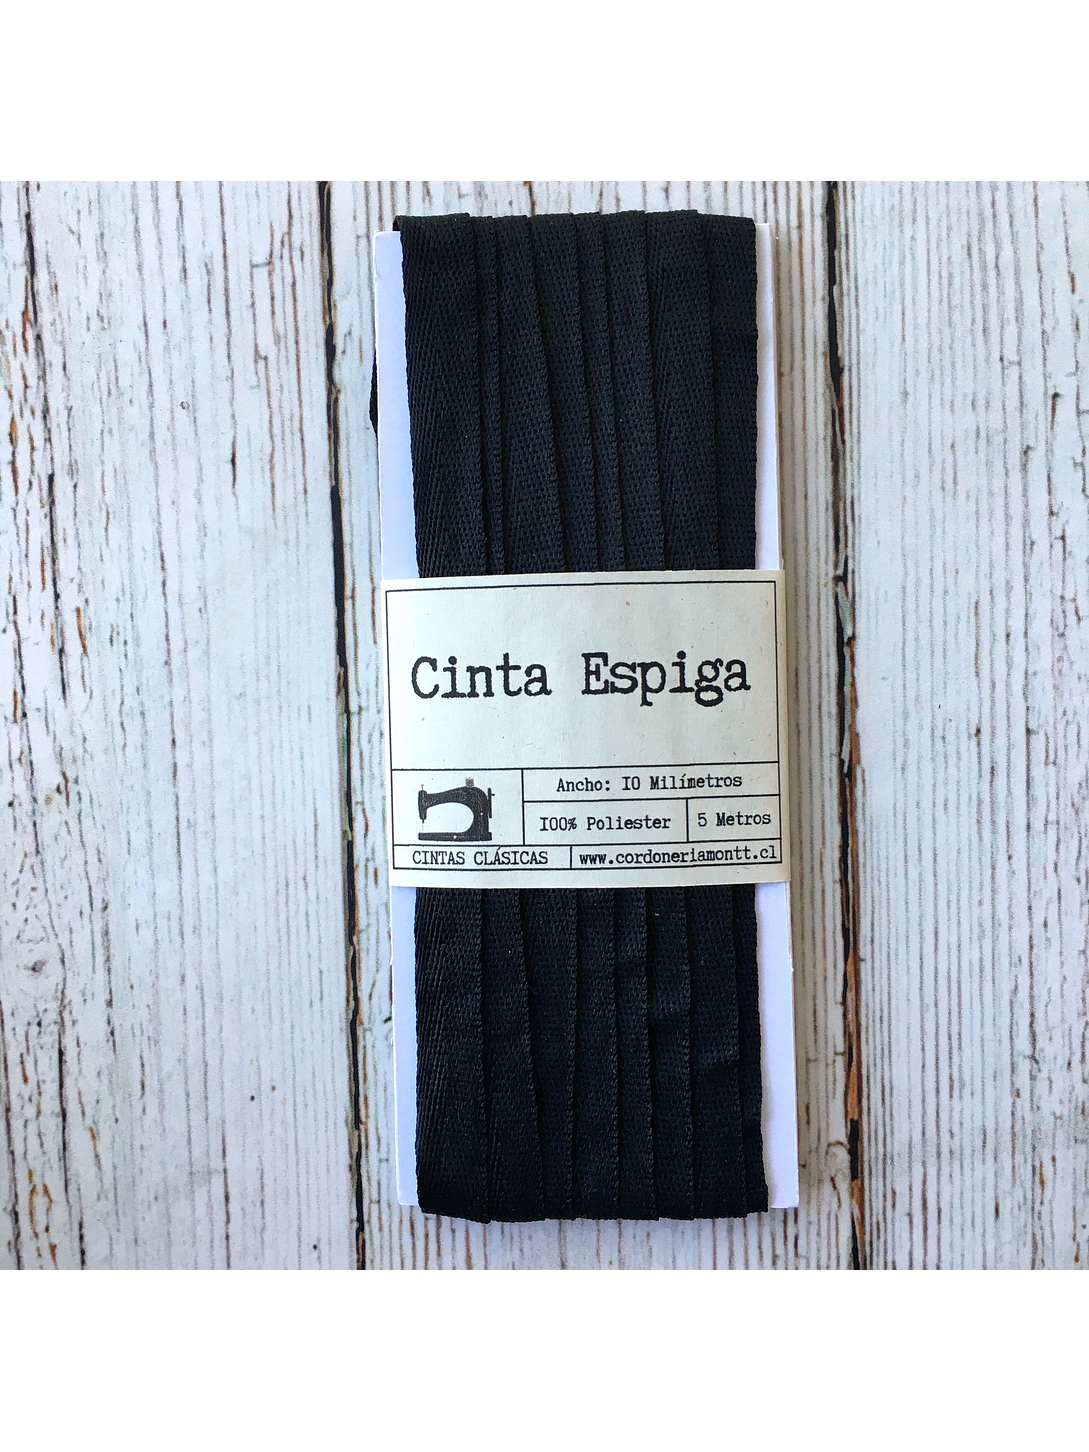 Cinta Espiga
Ancho: 10 Milímetros
100% Poliester
5 Metros
CINTAS CLÁSICAS
www.cordoneriamontt.cl